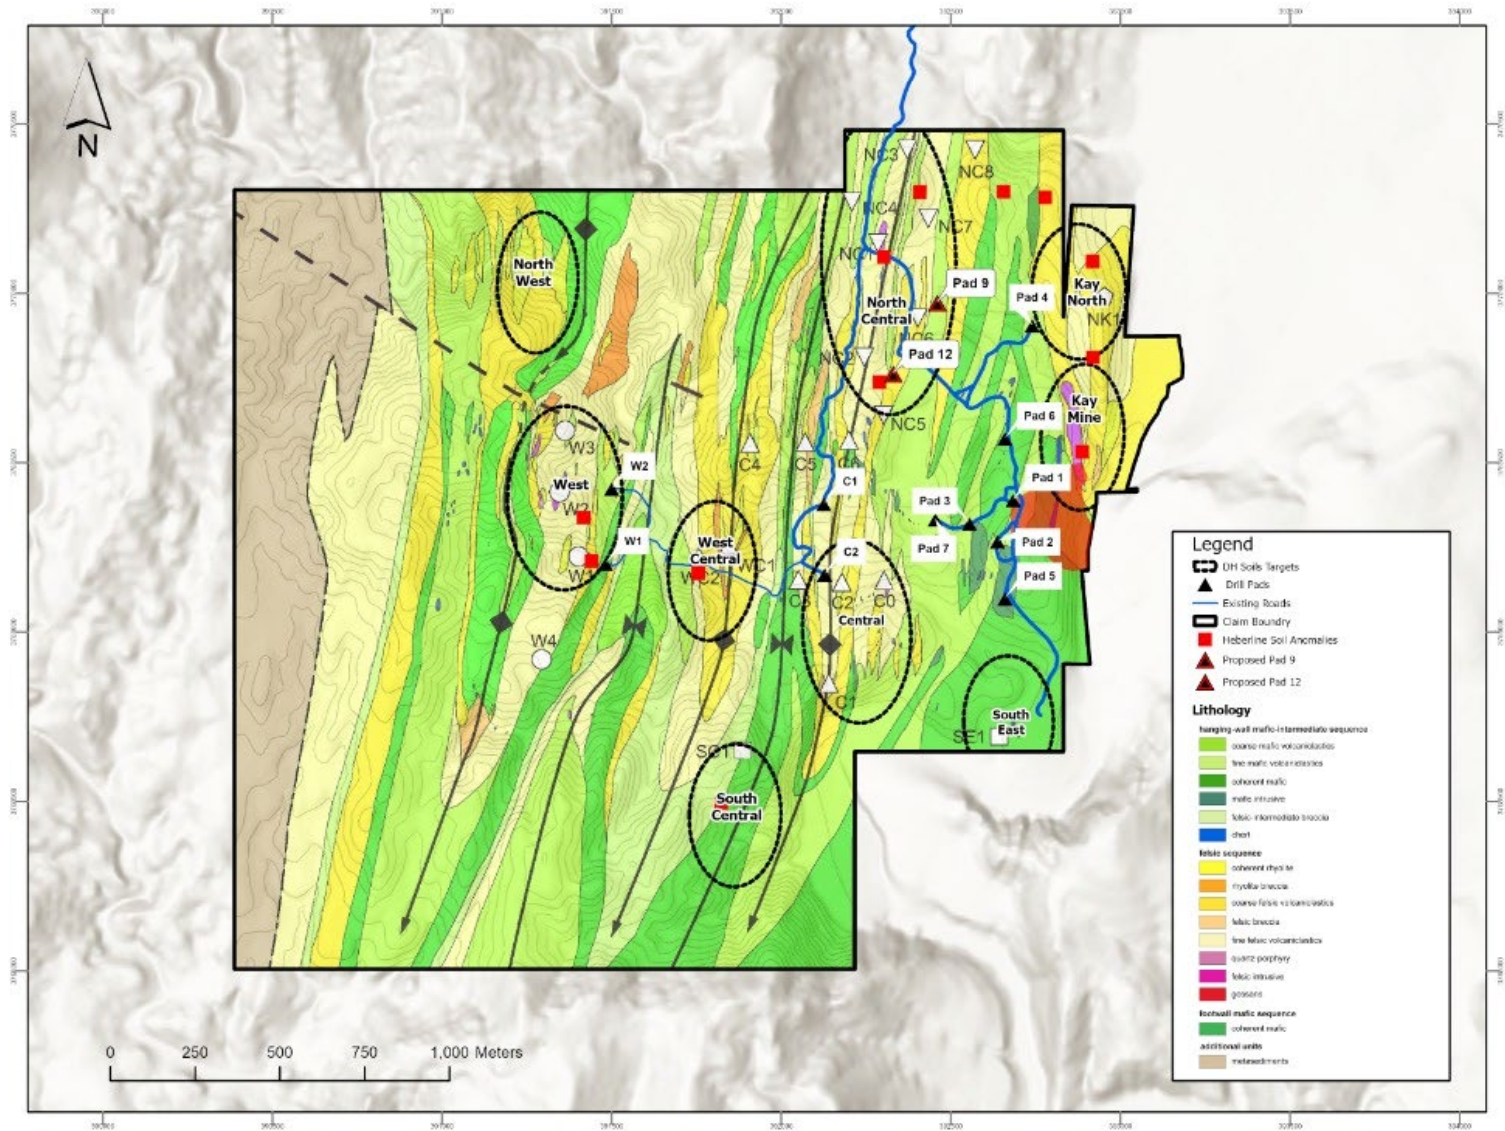 N
NC3
NC8
NC4
NC7
NC1
North
West
Pad 9
Kay
North
Pad 4
North
Central
NK1
NC6
Pad 12
NC2
Kay
Mine
NC5
Pad 6
W3
C4
C5
C6
W2
West
C1
Pad 1
W2
Pad 3
West
Central
W1
C2
Pad 7
Pad 2
WC1
W1
WC2
Pad 5
C3
C2
C0
Central
W4
C1
South
East
SE1
SC1
South
Central
0 250 500 750 1,000 Meters
Legend
DH Soils Targets
Drill Pads
Existing Roads
Claim Boundry
Heberline Soil Anomalies
Proposed Pad 9
Proposed Pad 12
Lithology
hanging-wall mafic-intermediate sequence
coarse mafic volcaniclastics
fine mafic volcaniclastics
coherent mafic
mafic intrusive
felsic-intermediate breccia
chert
felsic sequence
coherent rhyolite
rhyolite breccia
coarse felsic volcaniclastics
felsic breccia
fine felsic volcaniclastics
quartz porphyry
felsic intrusive
gossans
footwall mafic sequence
coherent mafic
additional units
metasediments